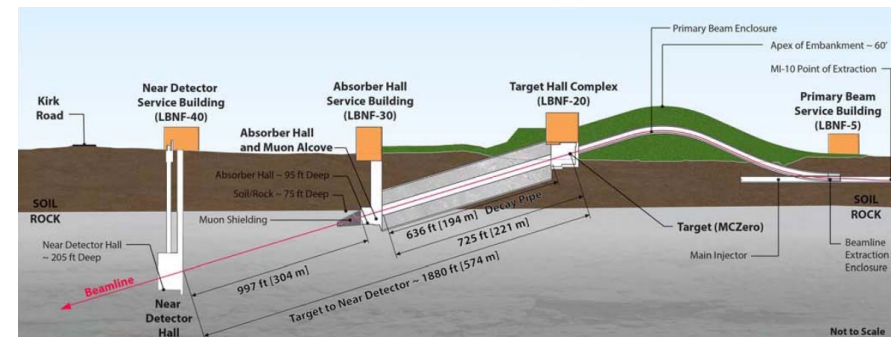 Primary Beam Enclosure
Apex of Embankment ~ 60'
MI-10 Point of Extraction
Kirk
Road
Near Detector
Service Building
(LBNF-40)
Absorber Hall
Service Building
(LBNF-30)
Target Hall Complex
(LBNF-20)
Primary Beam
Service Building
(LBNF-5)
Absorber Hall
and Muon Alcove
Absorber Hall ~ 95 ft Deep
Soil/Rock ~ 75 ft Deep
Muon Shielding
SOIL
ROCK
SOIL
ROCK
636 ft [194 m] Decay Pipe
725 ft [221 m]
Target (MCZero)
Main Injector
Beamline
Extraction
Enclosure
Near Detector Hall
~ 205 ft Deep
997 ft [304 m]
Target to Near Detector ~ 1880 ft [574 m]
Beamline
Near
Detector
Hall
Not to Scale